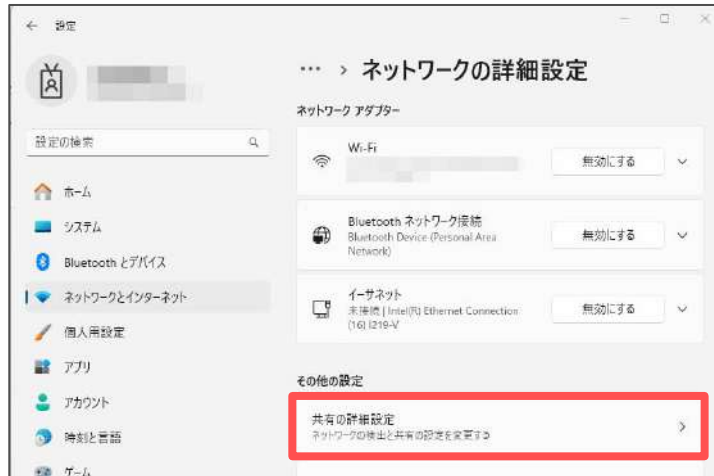 ← 設定
… > ネットワークの詳細設定
設定の検索
ホーム
システム
Bluetooth とデバイス
ネットワークとインターネット
個人用設定
アプリ
アカウント
時刻と言語
ゲーム
ネットワーク アダプター
Wi-Fi
無効にする
Bluetooth ネットワーク接続
Bluetooth Device (Personal Area
Network)
無効にする
イーサネット
未接続 | Intel(R) Ethernet Connection
(16) I219-V
無効にする
その他の設定
共有の詳細設定
ネットワークの検出と共有の設定を変更する